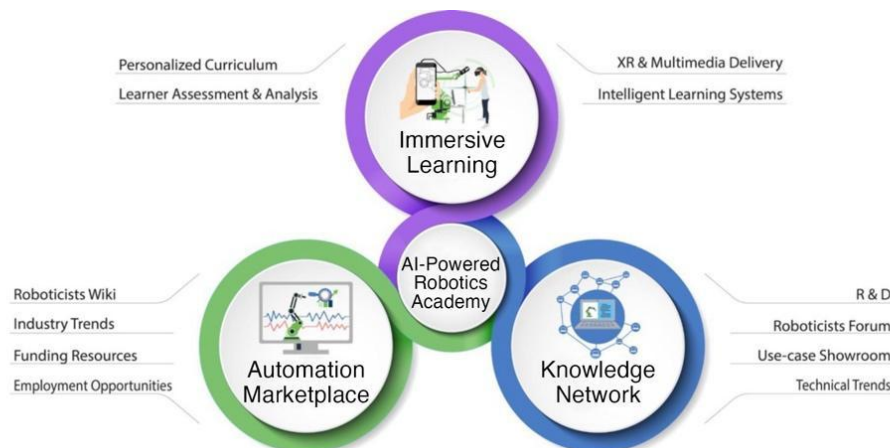 Personalized Curriculum
Learner Assessment & Analysis
XR & Multimedia Delivery
Intelligent Learning Systems
Immersive
Learning
AI-Powered
Robotics
Academy
Roboticists Wiki
Industry Trends
Funding Resources
Employment Opportunities
Automation
Marketplace
Knowledge
Network
R & D
Roboticists Forum
Use-case Showroom
Technical Trends